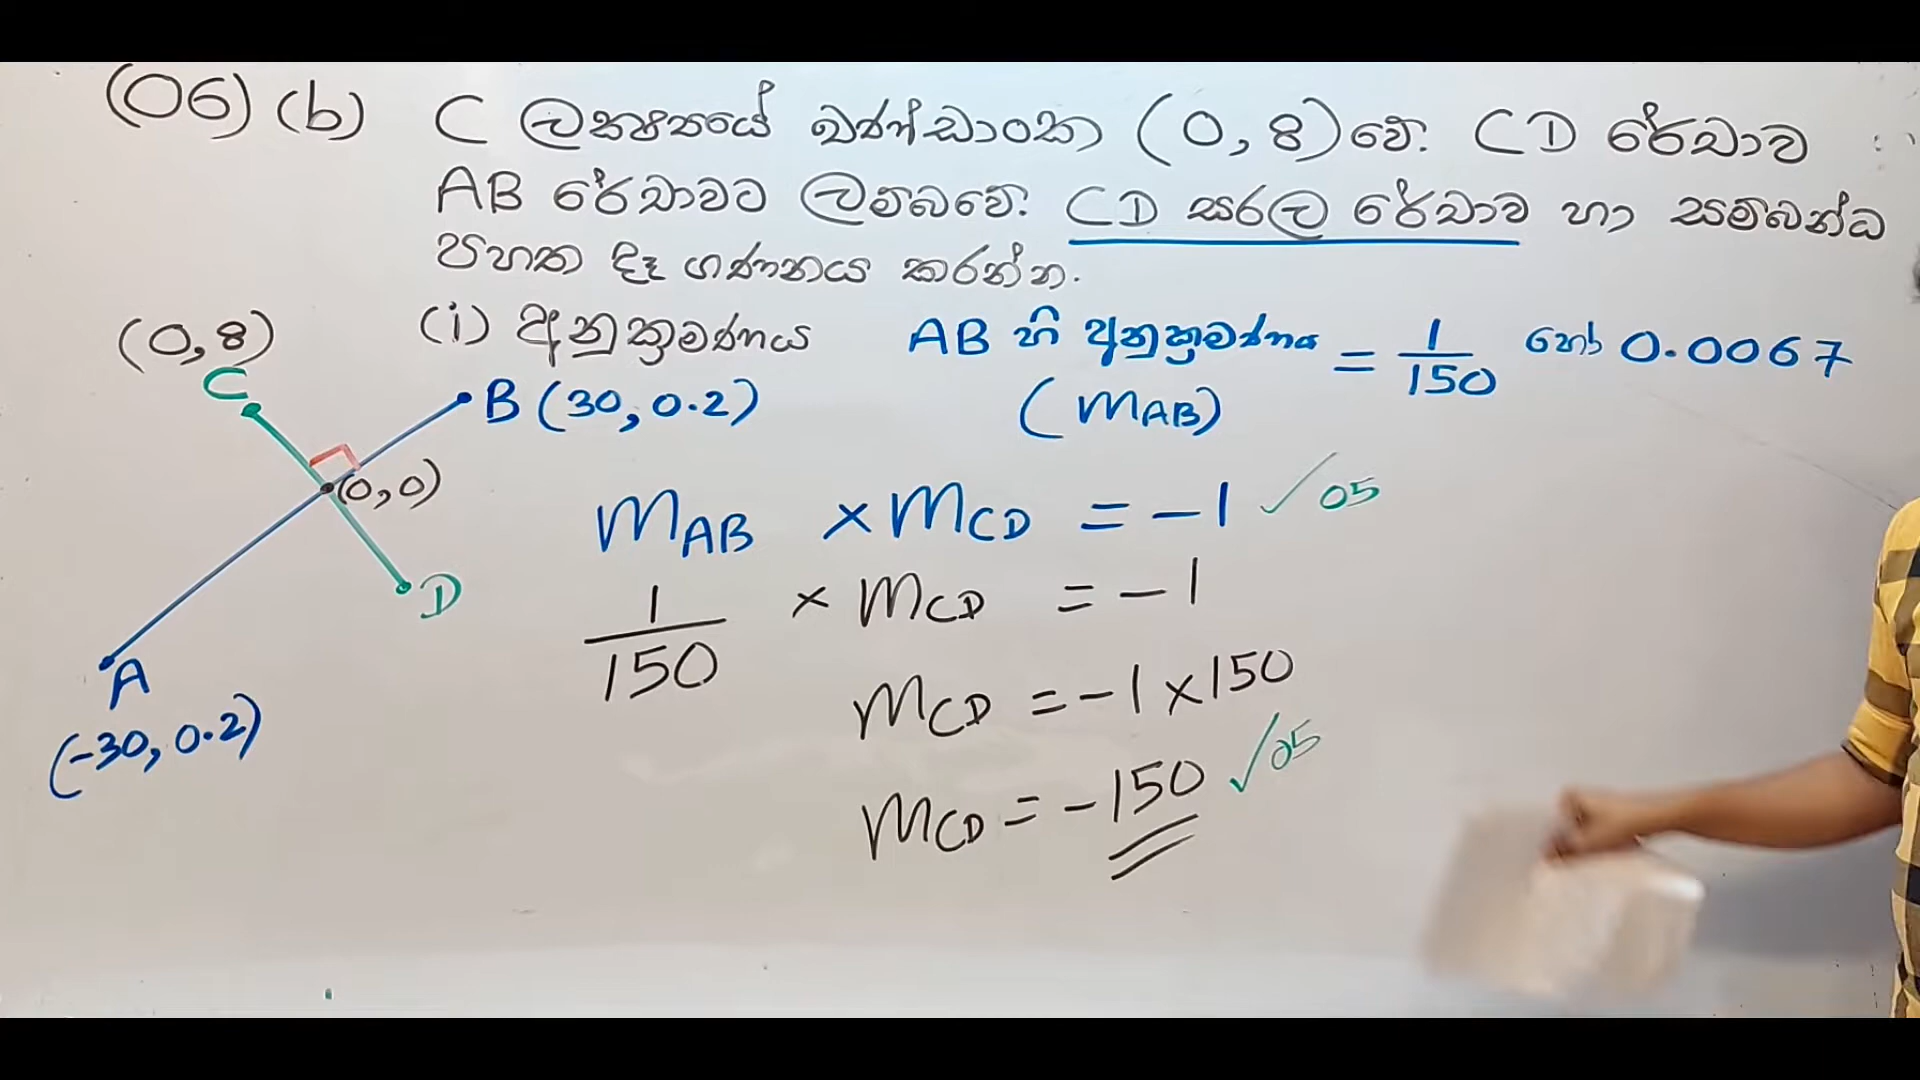 (06) (b) C ලක්ෂ්‍යයේ ඛණ්ඩාංක (0,8) වේ. CD රේඛාව
AB රේඛාවට ලම්බවේ. CD සරල රේඛාව හා සම්බන්ධ
පහත දෑ ගණනය කරන්න.
(i) අනුක්‍රමණය
AB හි අනුක්‍රමණය = 1/150 හෝ 0.0067
(mAB)
(0,8)
C
B (30, 0.2)
(0,0)
D
A
(-30, 0.2)
mAB × mCD = -1 ✓ 05
1/150 × mCD = -1
mCD = -1 × 150
mCD = -150 ✓ 05